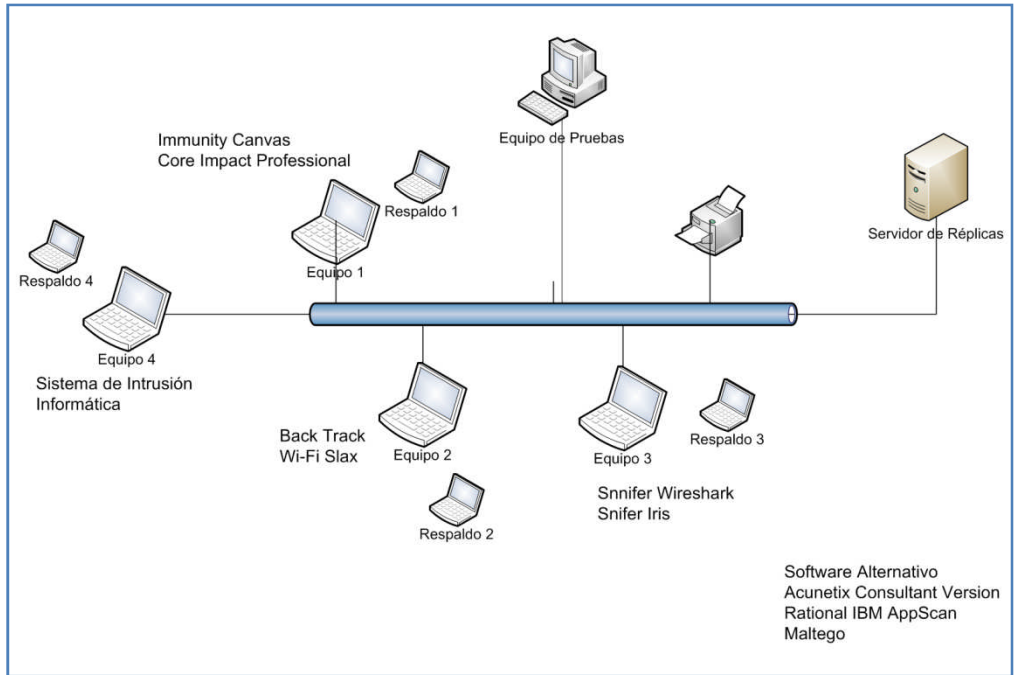 Equipo de Pruebas
Immunity Canvas
Core Impact Professional
Respaldo 1
Equipo 1
Servidor de Réplicas
Respaldo 4
Equipo 4
Sistema de Intrusión
Informática
Back Track
Wi-Fi Slax
Equipo 2
Respaldo 2
Equipo 3
Respaldo 3
Snnifer Wireshark
Snifer Iris
Software Alternativo
Acunetix Consultant Version
Rational IBM AppScan
Maltego